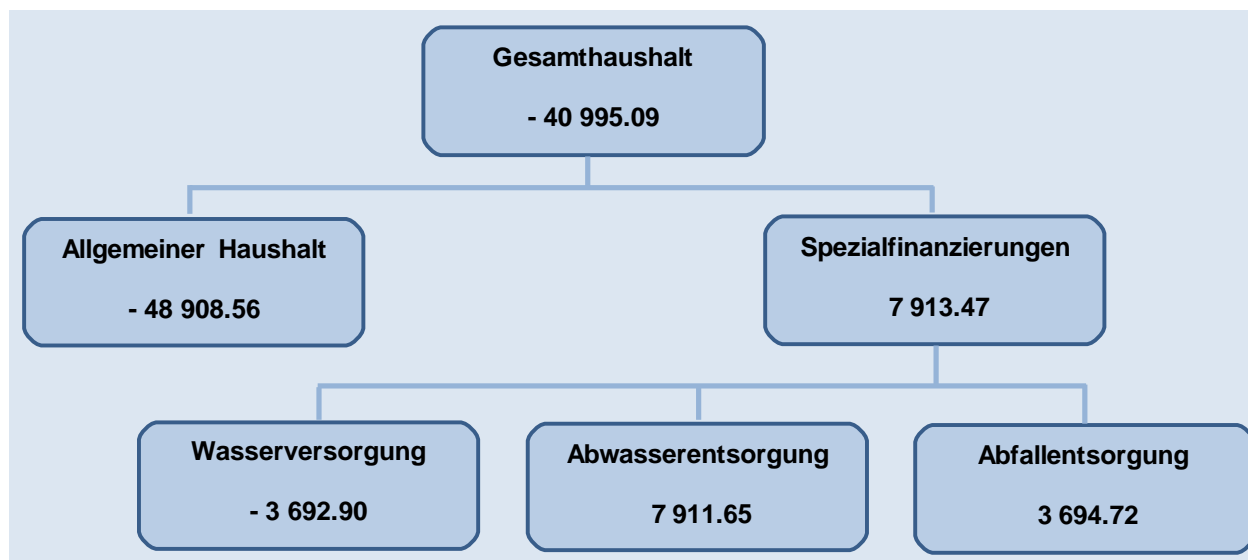 Gesamthaushalt
- 40 995.09
Allgemeiner Haushalt
- 48 908.56
Spezialfinanzierungen
7 913.47
Wasserversorgung
- 3 692.90
Abwasserentsorgung
7 911.65
Abfallentsorgung
3 694.72